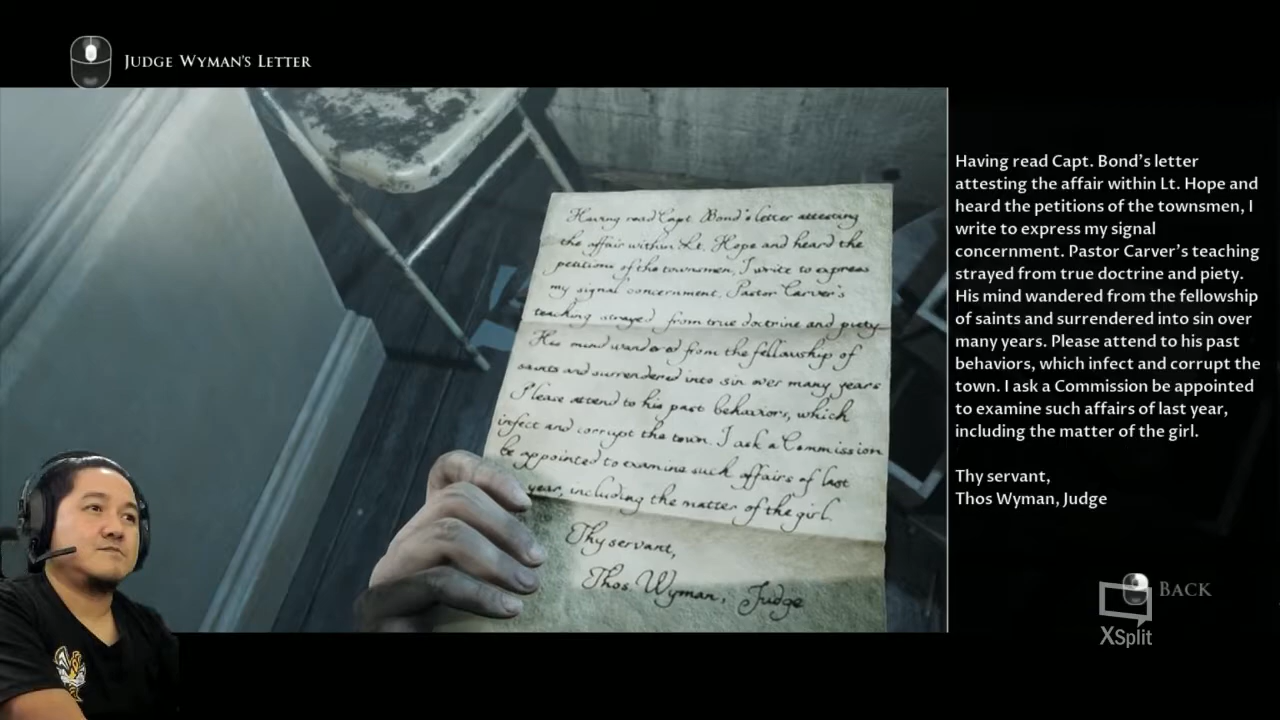 Judge Wyman's Letter
Having read Capt. Bond's letter attesting
the affair within Lt. Hope and heard the
petitions of the townsmen, I write to express
my signal concernment. Pastor Carver's
teaching strayed from true doctrine and piety.
His mind wandered from the fellowship of
saints and surrendered into sin over many years
Please attend to his past behaviors, which
infect and corrupt the town. I ask a Commission
be appointed to examine such affairs of last
year, including the matter of the girl.
Thy servant,
Thos. Wyman, Judge
Having read Capt. Bond's letter
attesting the affair within Lt. Hope and
heard the petitions of the townsmen, I
write to express my signal
concernment. Pastor Carver's teaching
strayed from true doctrine and piety.
His mind wandered from the fellowship
of saints and surrendered into sin over
many years. Please attend to his past
behaviors, which infect and corrupt the
town. I ask a Commission be appointed
to examine such affairs of last year,
including the matter of the girl.
Thy servant,
Thos Wyman, Judge
Back
XSplit